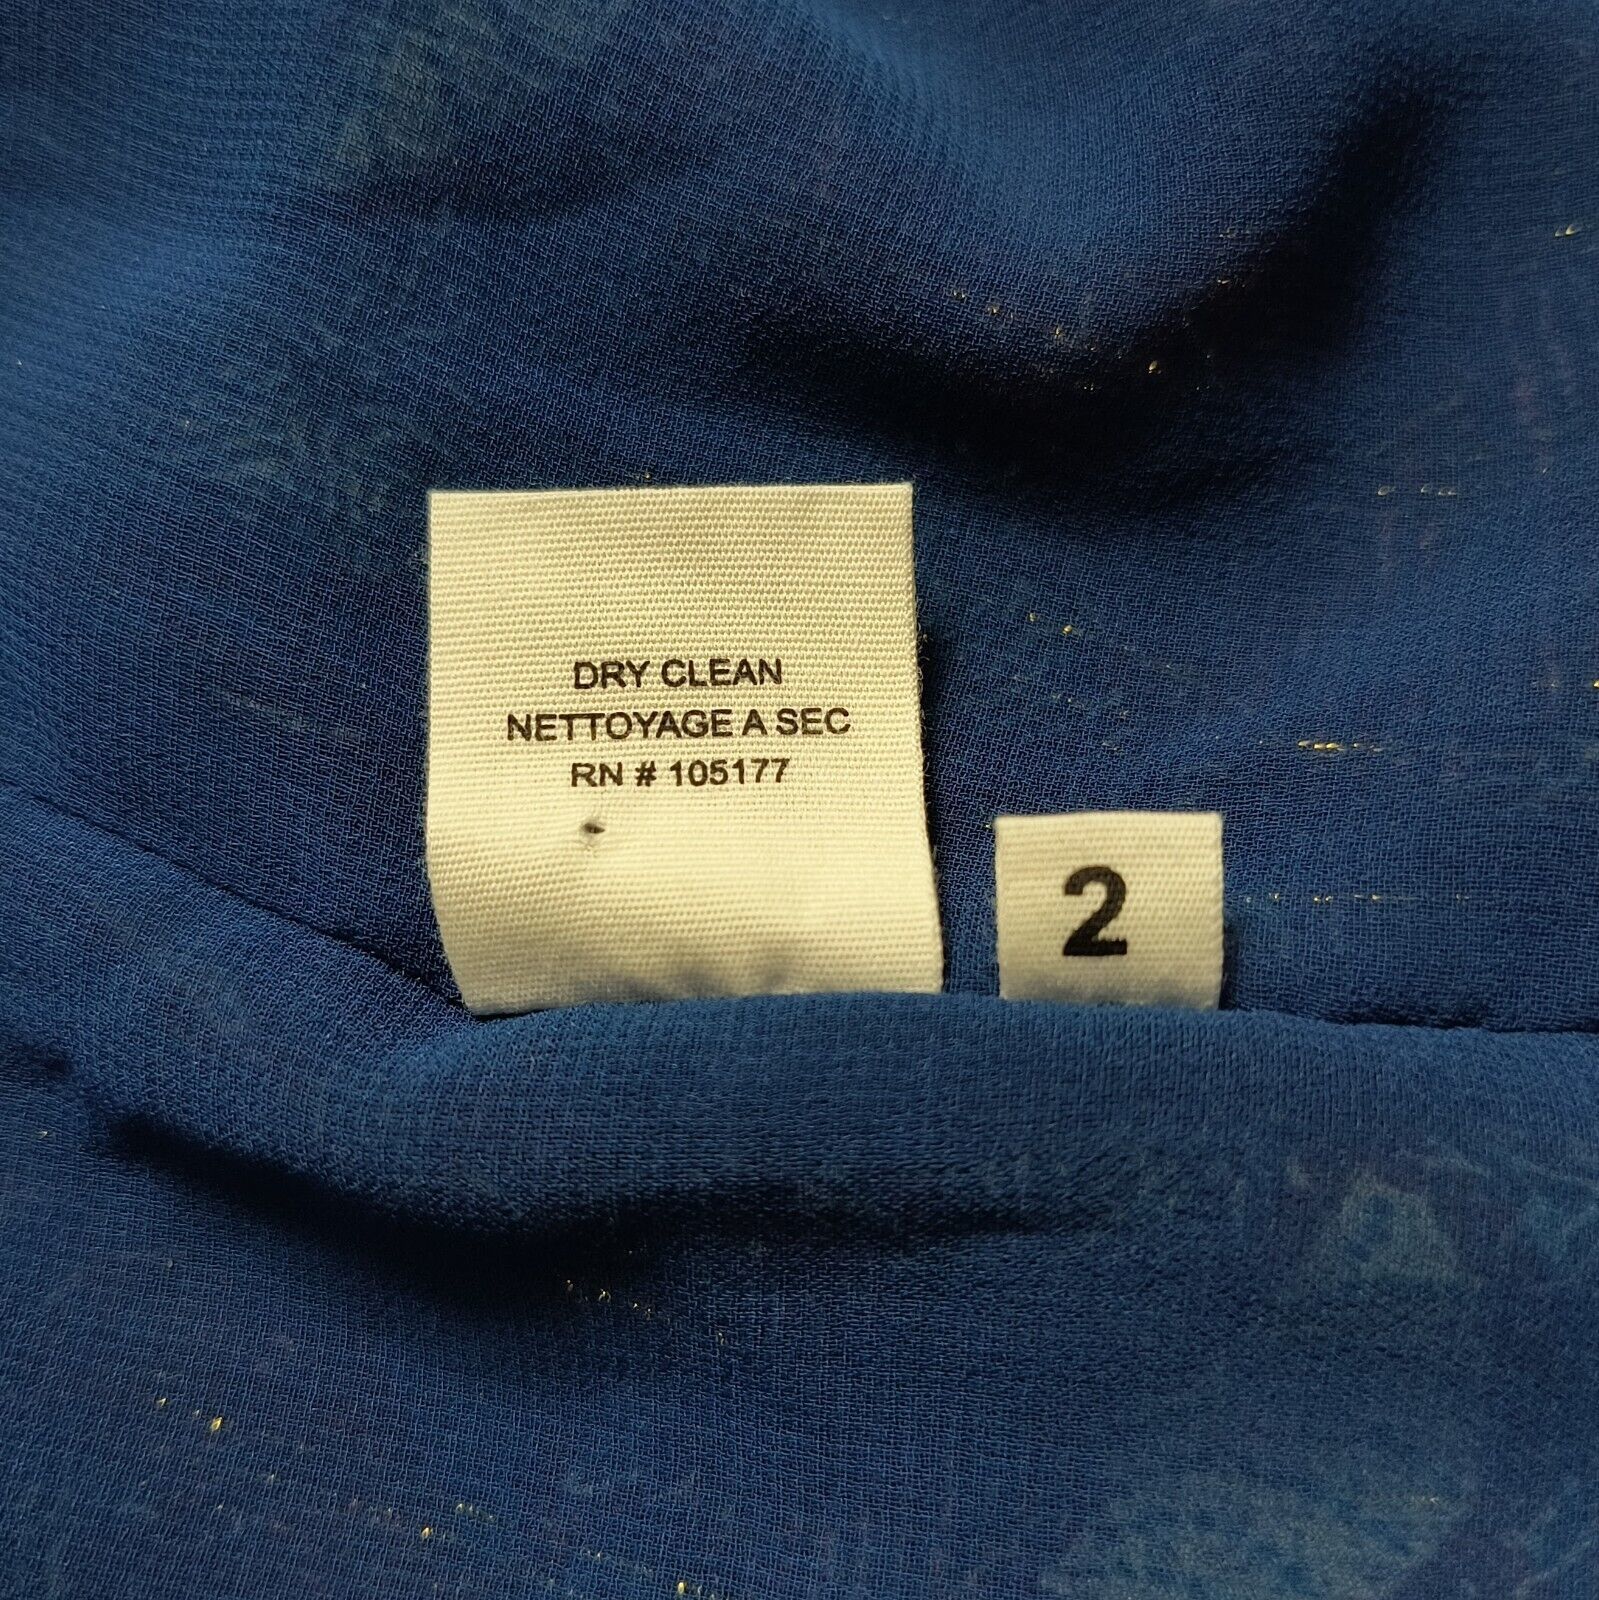 DRY CLEAN
NETTOYAGE A SEC
RN # 105177
2